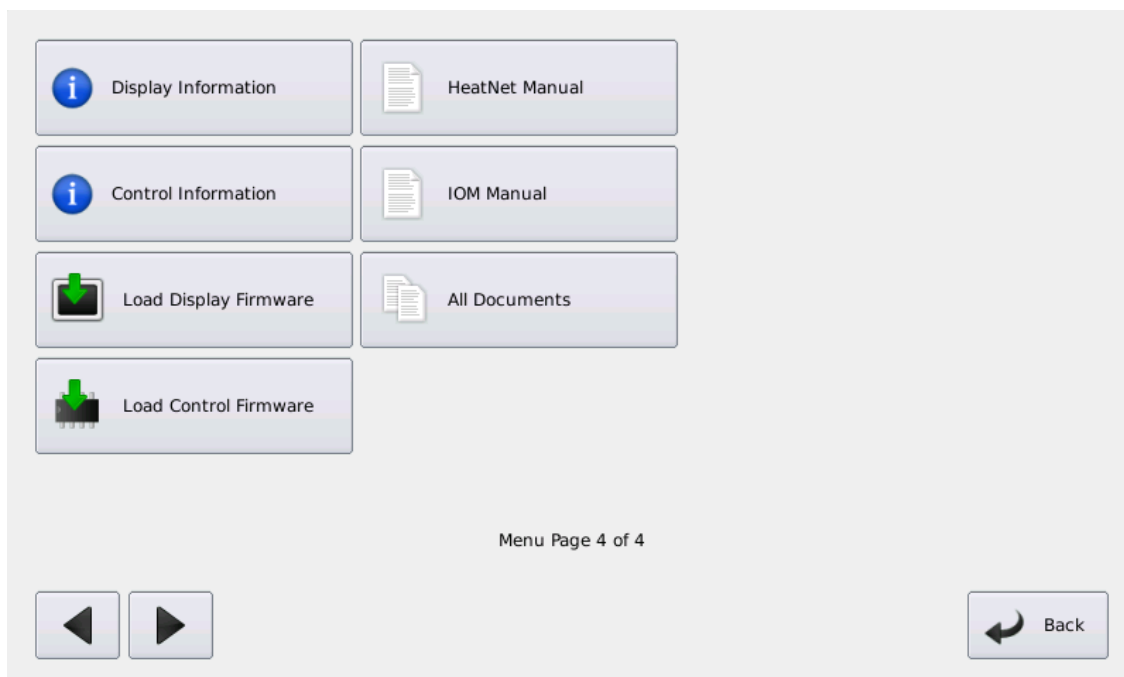 Display Information
HeatNet Manual
Control Information
IOM Manual
Load Display Firmware
All Documents
Load Control Firmware
Menu Page 4 of 4
Back